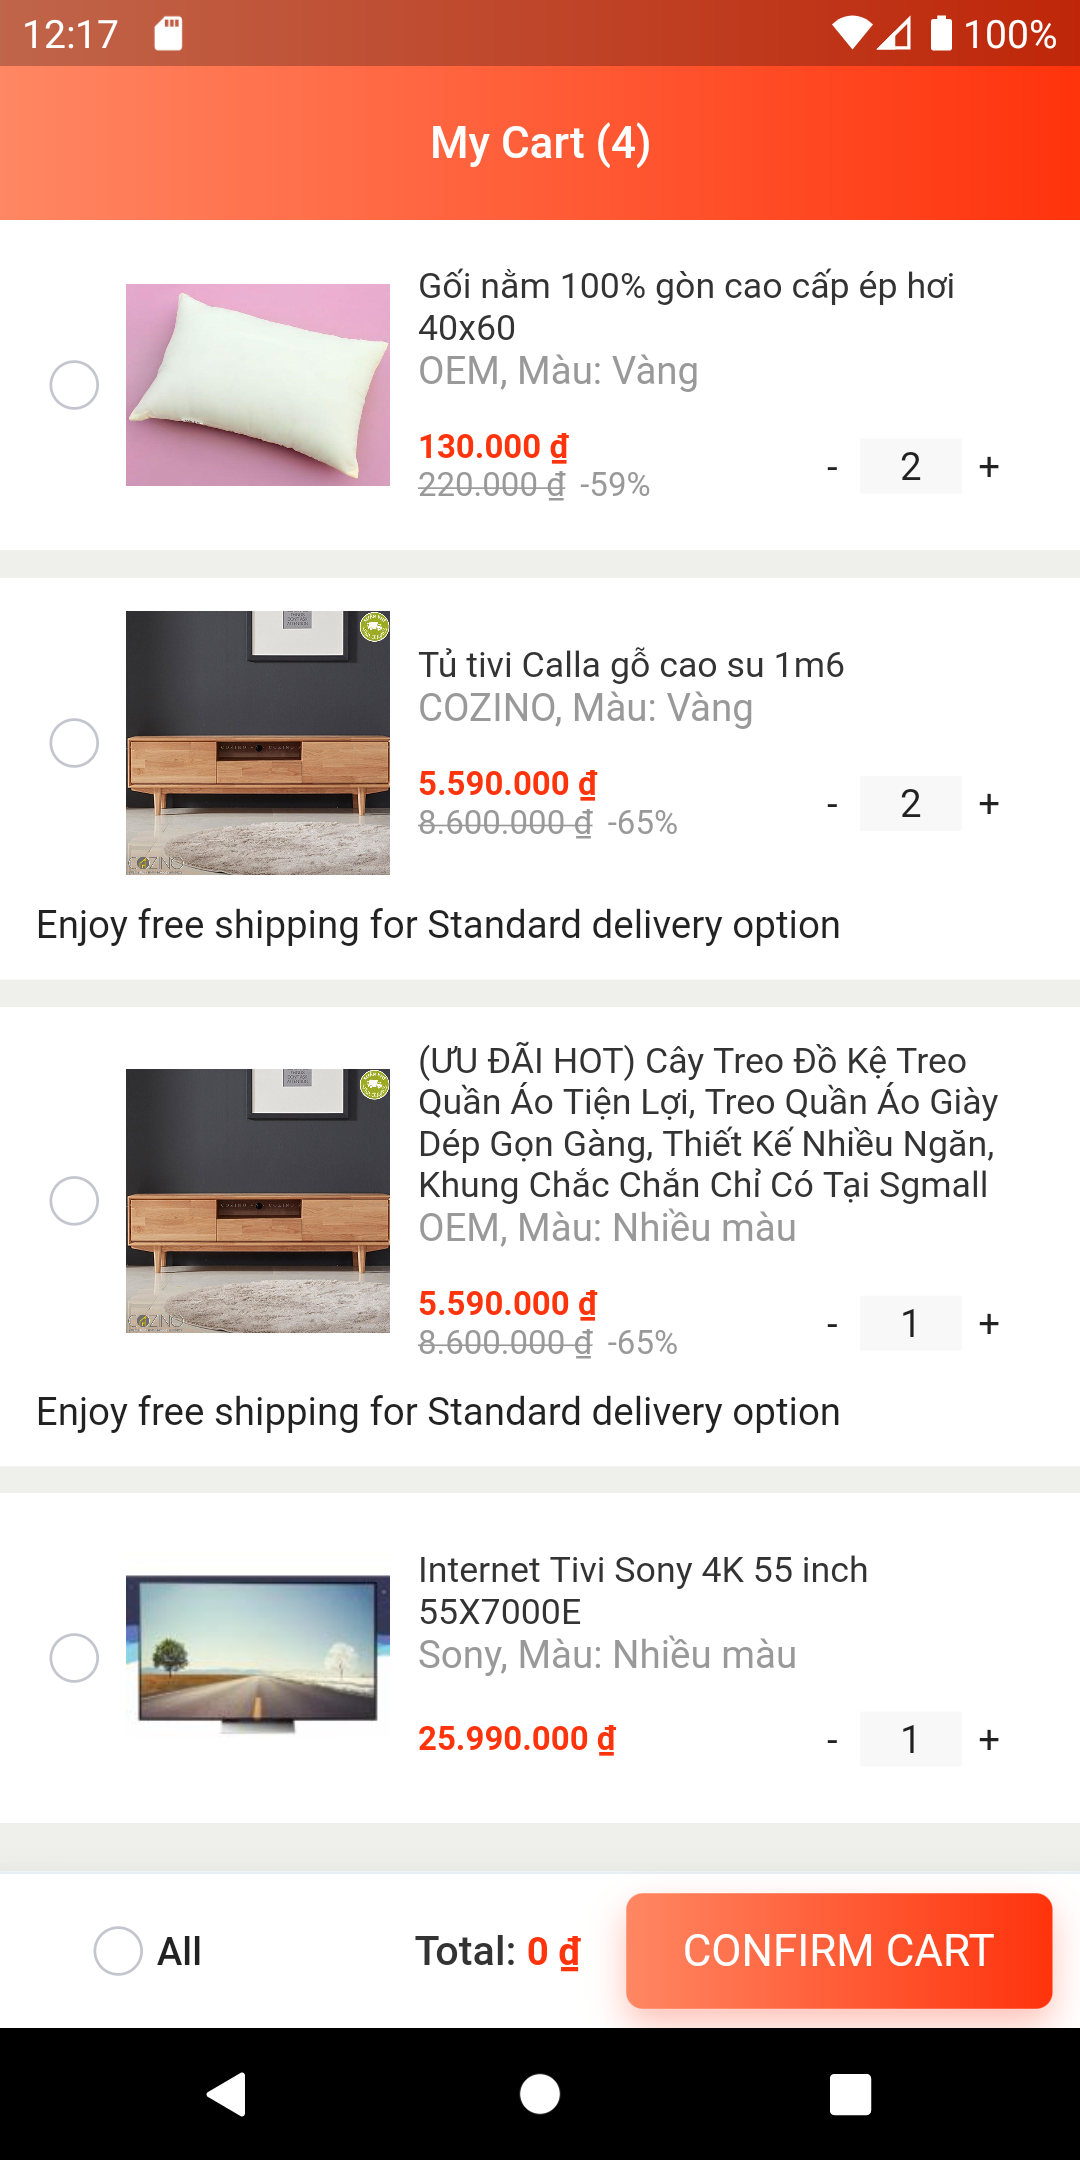 12:17
100%
My Cart (4)
Gối nằm 100% gòn cao cấp ép hơi
40x60
OEM, Màu: Vàng
130.000 ₫
220.000 ₫ -59%
- 2 +
Tủ tivi Calla gỗ cao su 1m6
COZINO, Màu: Vàng
5.590.000 ₫
8.600.000 ₫ -65%
- 2 +
COZINO
Enjoy free shipping for Standard delivery option
(ƯU ĐÃI HOT) Cây Treo Đồ Kệ Treo
Quần Áo Tiện Lợi, Treo Quần Áo Giày
Dép Gọn Gàng, Thiết Kế Nhiều Ngăn,
Khung Chắc Chắn Chỉ Có Tại Sgmall
OEM, Màu: Nhiều màu
5.590.000 ₫
8.600.000 ₫ -65%
- 1 +
COZINO
Enjoy free shipping for Standard delivery option
Internet Tivi Sony 4K 55 inch
55X7000E
Sony, Màu: Nhiều màu
25.990.000 ₫
- 1 +
All
Total: 0 ₫
CONFIRM CART